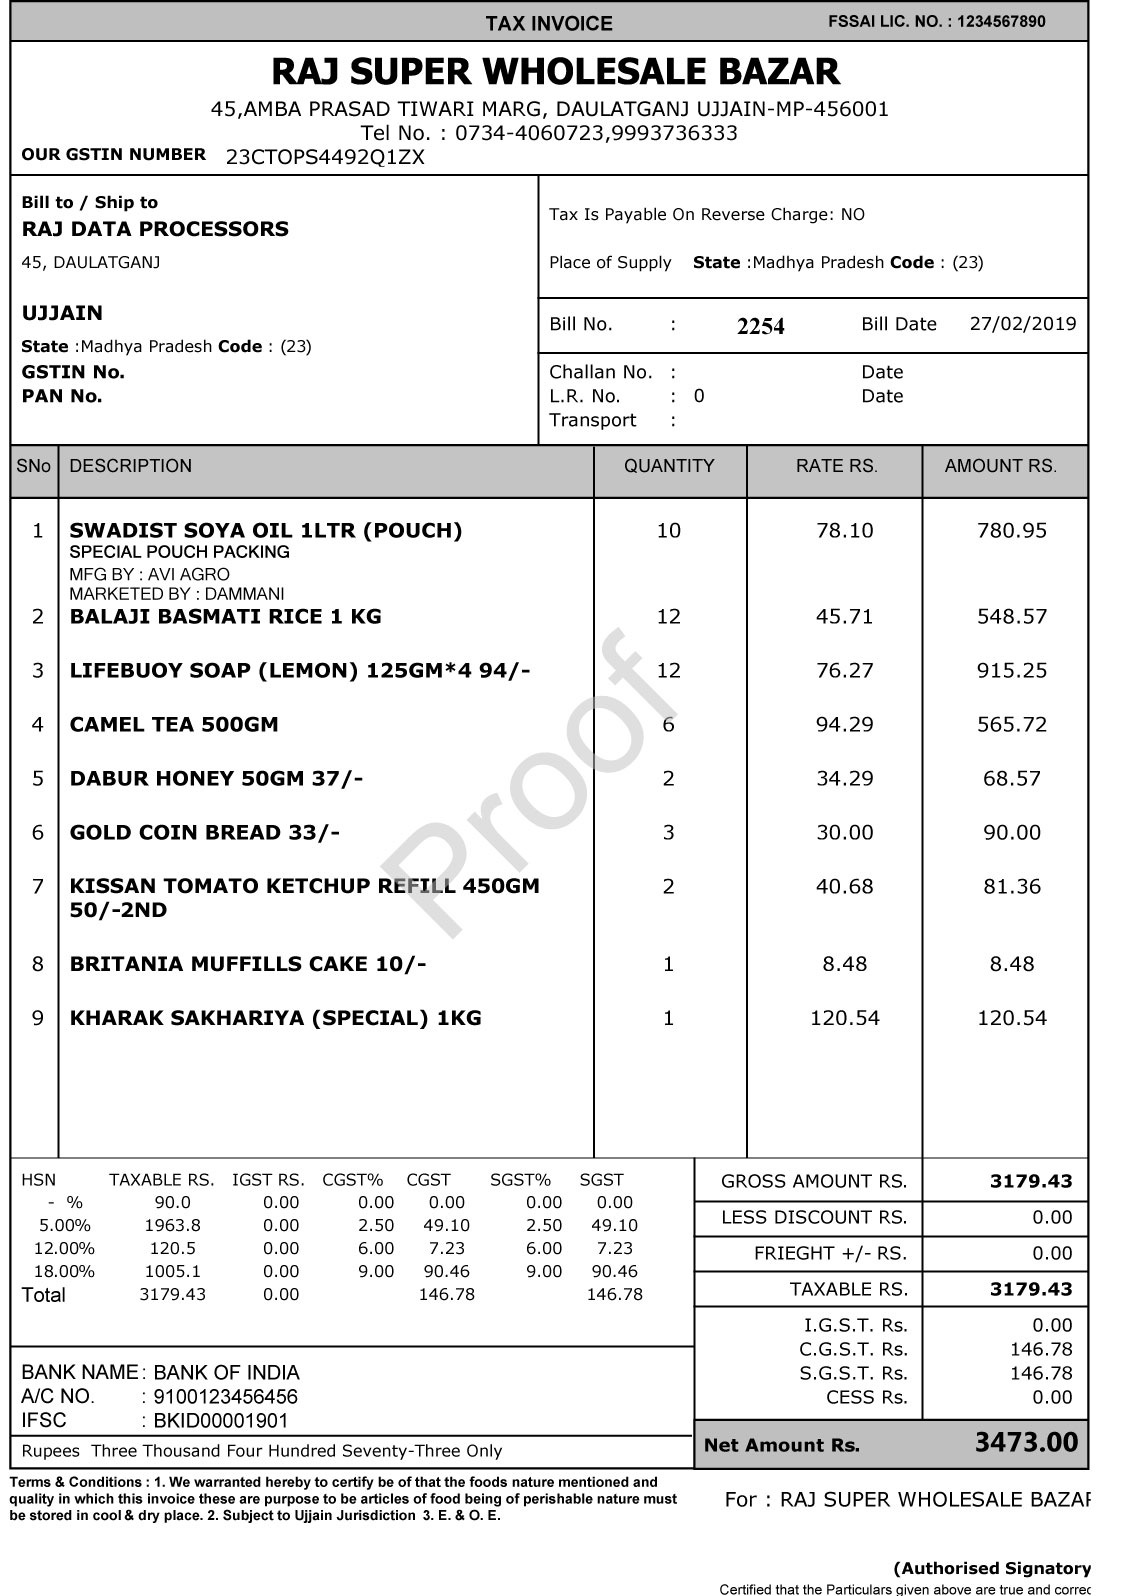 TAX INVOICE FSSAI LIC. NO. : 1234567890
RAJ SUPER WHOLESALE BAZAR
45,AMBA PRASAD TIWARI MARG, DAULATGANJ UJJAIN-MP-456001
Tel No. : 0734-4060723,9993736333
OUR GSTIN NUMBER 23CTOPS4492Q1ZX
Bill to / Ship to
RAJ DATA PROCESSORS
45, DAULATGANJ
UJJAIN
State :Madhya Pradesh Code : (23)
GSTIN No.
PAN No.
Tax Is Payable On Reverse Charge: NO
Place of Supply State :Madhya Pradesh Code : (23)
Bill No. : 2254 Bill Date 27/02/2019
Challan No. : Date
L.R. No. : 0 Date
Transport :
SNo DESCRIPTION QUANTITY RATE RS. AMOUNT RS.
1 SWADIST SOYA OIL 1LTR (POUCH) 10 78.10 780.95
SPECIAL POUCH PACKING
MFG BY : AVI AGRO
MARKETED BY : DAMMANI
2 BALAJI BASMATI RICE 1 KG 12 45.71 548.57
3 LIFEBUOY SOAP (LEMON) 125GM*4 94/- 12 76.27 915.25
4 CAMEL TEA 500GM 6 94.29 565.72
5 DABUR HONEY 50GM 37/- 2 34.29 68.57
6 GOLD COIN BREAD 33/- 3 30.00 90.00
7 KISSAN TOMATO KETCHUP REFILL 450GM 2 40.68 81.36
50/-2ND
8 BRITANIA MUFFILLS CAKE 10/- 1 8.48 8.48
9 KHARAK SAKHARIYA (SPECIAL) 1KG 1 120.54 120.54
Proof
HSN TAXABLE RS. IGST RS. CGST% CGST SGST% SGST
- % 90.0 0.00 0.00 0.00 0.00 0.00
5.00% 1963.8 0.00 2.50 49.10 2.50 49.10
12.00% 120.5 0.00 6.00 7.23 6.00 7.23
18.00% 1005.1 0.00 9.00 90.46 9.00 90.46
Total 3179.43 0.00 146.78 146.78
GROSS AMOUNT RS. 3179.43
LESS DISCOUNT RS. 0.00
FRIEGHT +/- RS. 0.00
TAXABLE RS. 3179.43
I.G.S.T. Rs. 0.00
C.G.S.T. Rs. 146.78
S.G.S.T. Rs. 146.78
CESS Rs. 0.00
BANK NAME : BANK OF INDIA
A/C NO. : 9100123456456
IFSC : BKID00001901
Rupees Three Thousand Four Hundred Seventy-Three Only
Net Amount Rs. 3473.00
Terms & Conditions : 1. We warranted hereby to certify be of that the foods nature mentioned and
quality in which this invoice these are purpose to be articles of food being of perishable nature must
be stored in cool & dry place. 2. Subject to Ujjain Jurisdiction 3. E. & O. E.
For : RAJ SUPER WHOLESALE BAZAR
(Authorised Signatory
Certified that the Particulars given above are true and correc